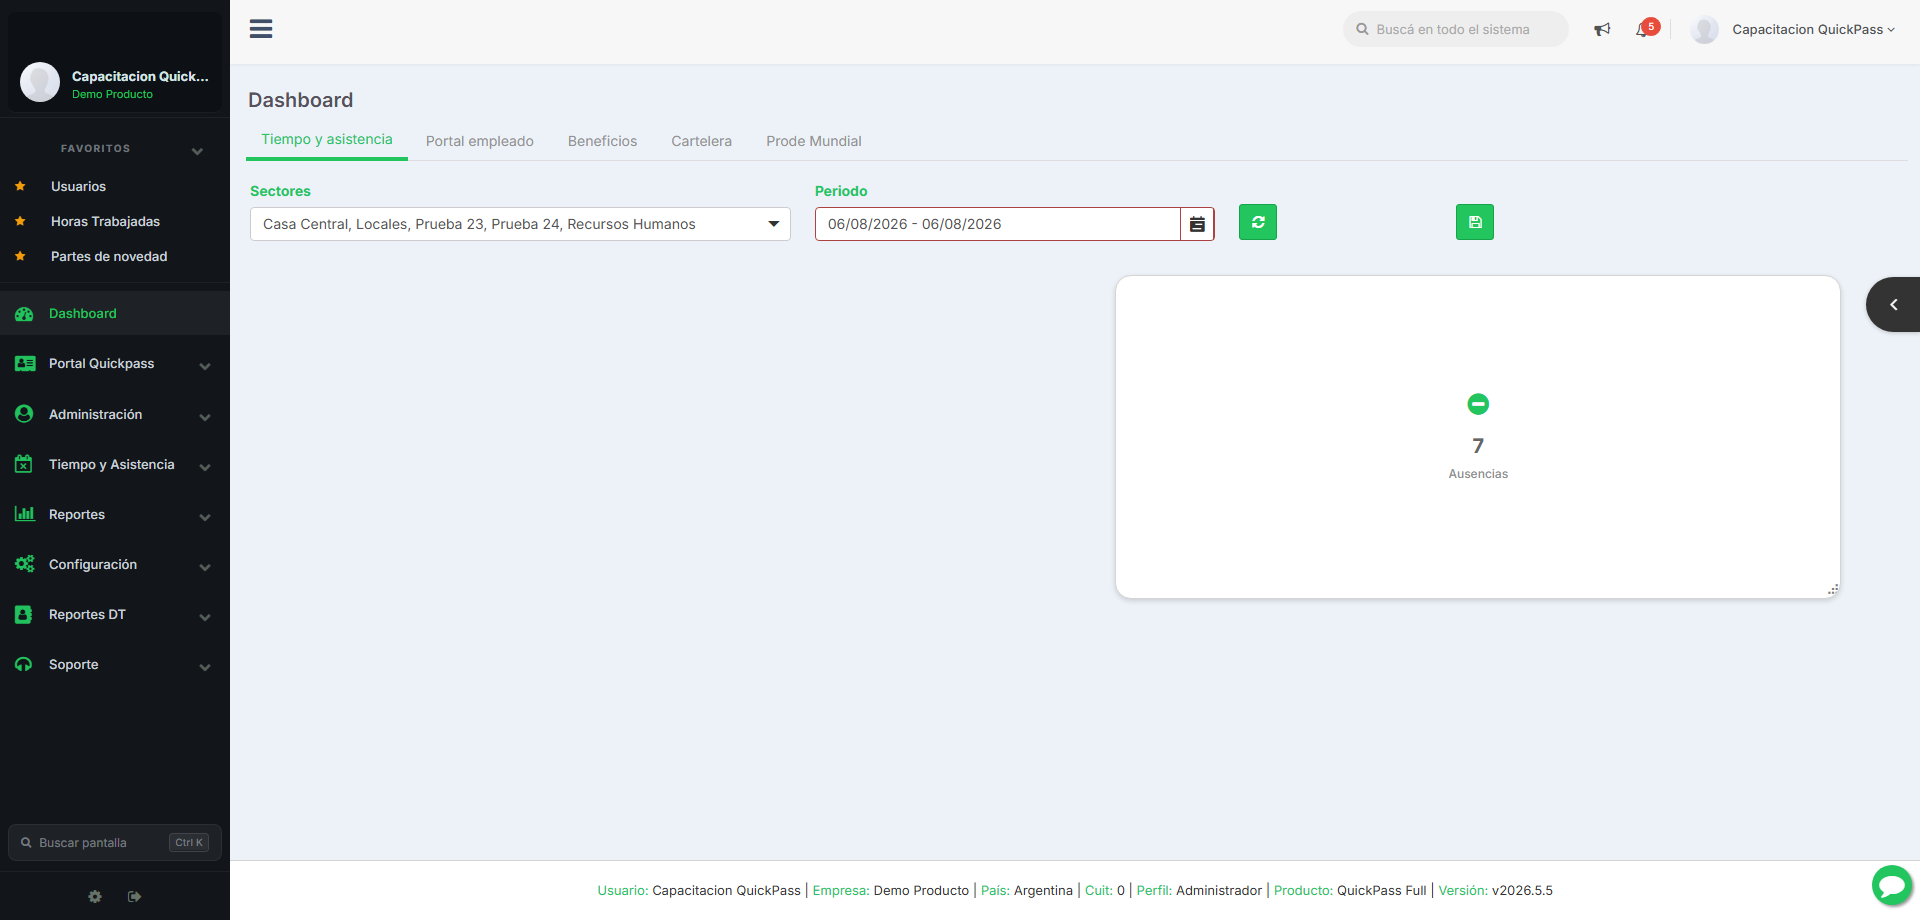 Capacitacion Quick...
Demo Producto
FAVORITOS
Usuarios
Horas Trabajadas
Partes de novedad
Dashboard
Portal Quickpass
Administración
Tiempo y Asistencia
Reportes
Configuración
Reportes DT
Soporte
Buscar pantalla Ctrl K
Buscá en todo el sistema
5
Capacitacion QuickPass
Dashboard
Tiempo y asistencia Portal empleado Beneficios Cartelera Prode Mundial
Sectores Periodo
Casa Central, Locales, Prueba 23, Prueba 24, Recursos Humanos 06/08/2026 - 06/08/2026
7
Ausencias
Usuario: Capacitacion QuickPass | Empresa: Demo Producto | País: Argentina | Cuit: 0 | Perfil: Administrador | Producto: QuickPass Full | Versión: v2026.5.5